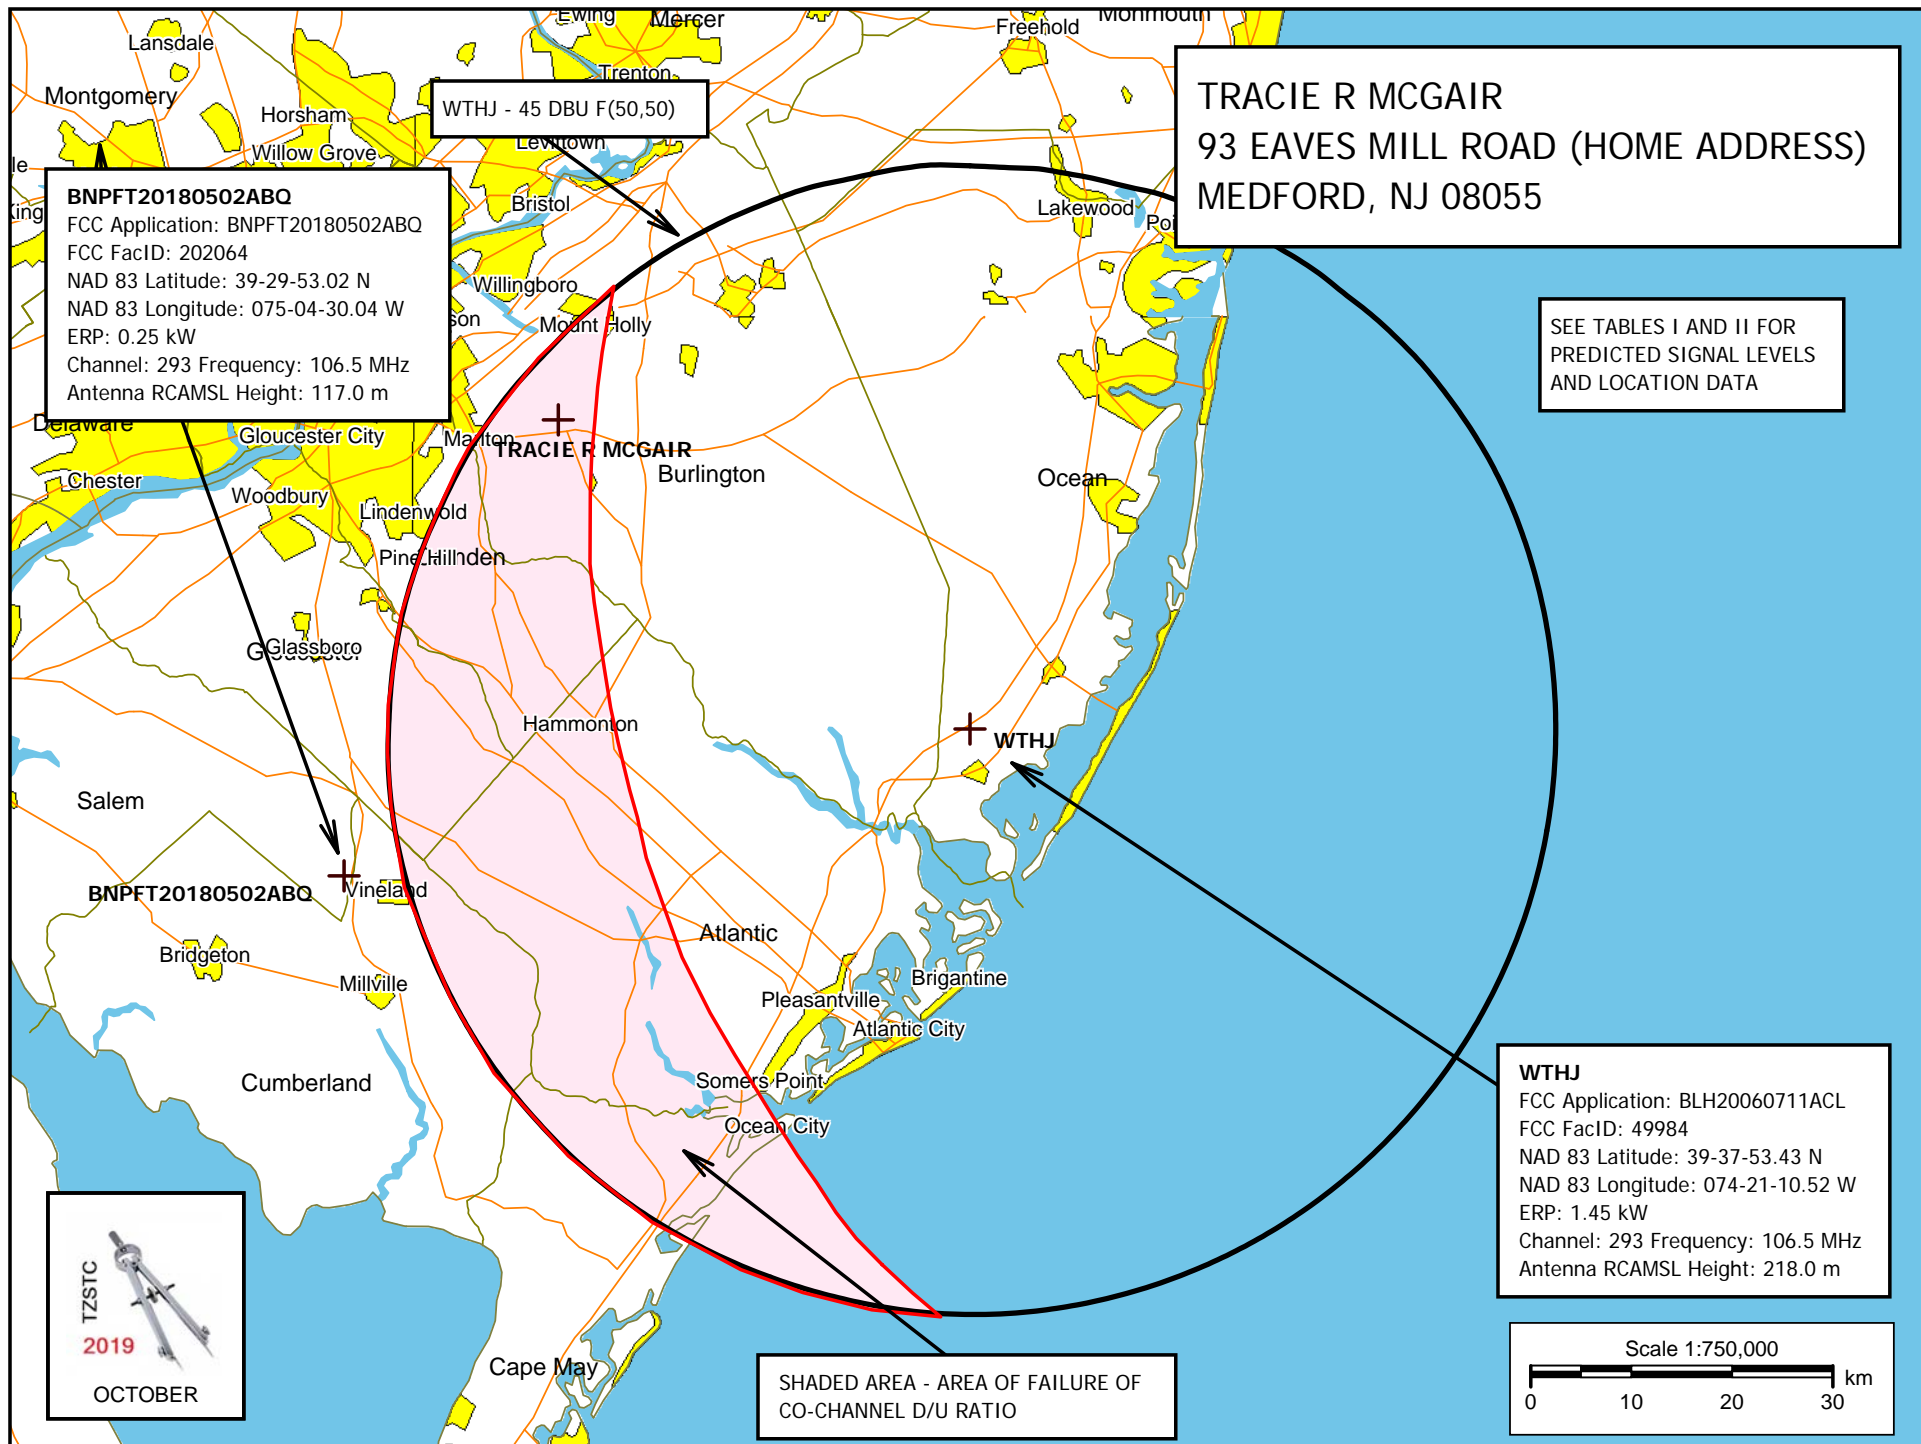 Ewing
Mercer
Monmouth
Lansdale
Freehold
TRACIE R MCGAIR
93 EAVES MILL ROAD (HOME ADDRESS)
MEDFORD, NJ 08055
Trenton
Montgomery
WTHJ - 45 DBU F(50,50)
Horsham
Levittown
Willow Grove
le
BNPFT20180502ABQ
FCC Application: BNPFT20180502ABQ
FCC FacID: 202064
NAD 83 Latitude: 39-29-53.02 N
NAD 83 Longitude: 075-04-30.04 W
ERP: 0.25 kW
Channel: 293 Frequency: 106.5 MHz
Antenna RCAMSL Height: 117.0 m
King
Bristol
Lakewood
Poi
Willingboro
son
Mount Holly
SEE TABLES I AND II FOR
PREDICTED SIGNAL LEVELS
AND LOCATION DATA
Delaware
Gloucester City
Marlton
TRACIE R MCGAIR
Burlington
Ocean
Chester
Woodbury
Lindenwold
Pine Hill
Camden
Glassboro
Gloucester
Hammonton
WTHJ
Salem
BNPFT20180502ABQ
Vineland
Atlantic
Bridgeton
Millville
Pleasantville
Brigantine
Atlantic City
Cumberland
Somers Point
Ocean City
WTHJ
FCC Application: BLH20060711ACL
FCC FacID: 49984
NAD 83 Latitude: 39-37-53.43 N
NAD 83 Longitude: 074-21-10.52 W
ERP: 1.45 kW
Channel: 293 Frequency: 106.5 MHz
Antenna RCAMSL Height: 218.0 m
TZSTC
2019
OCTOBER
Cape May
SHADED AREA - AREA OF FAILURE OF
CO-CHANNEL D/U RATIO
Scale 1:750,000
km
0 10 20 30